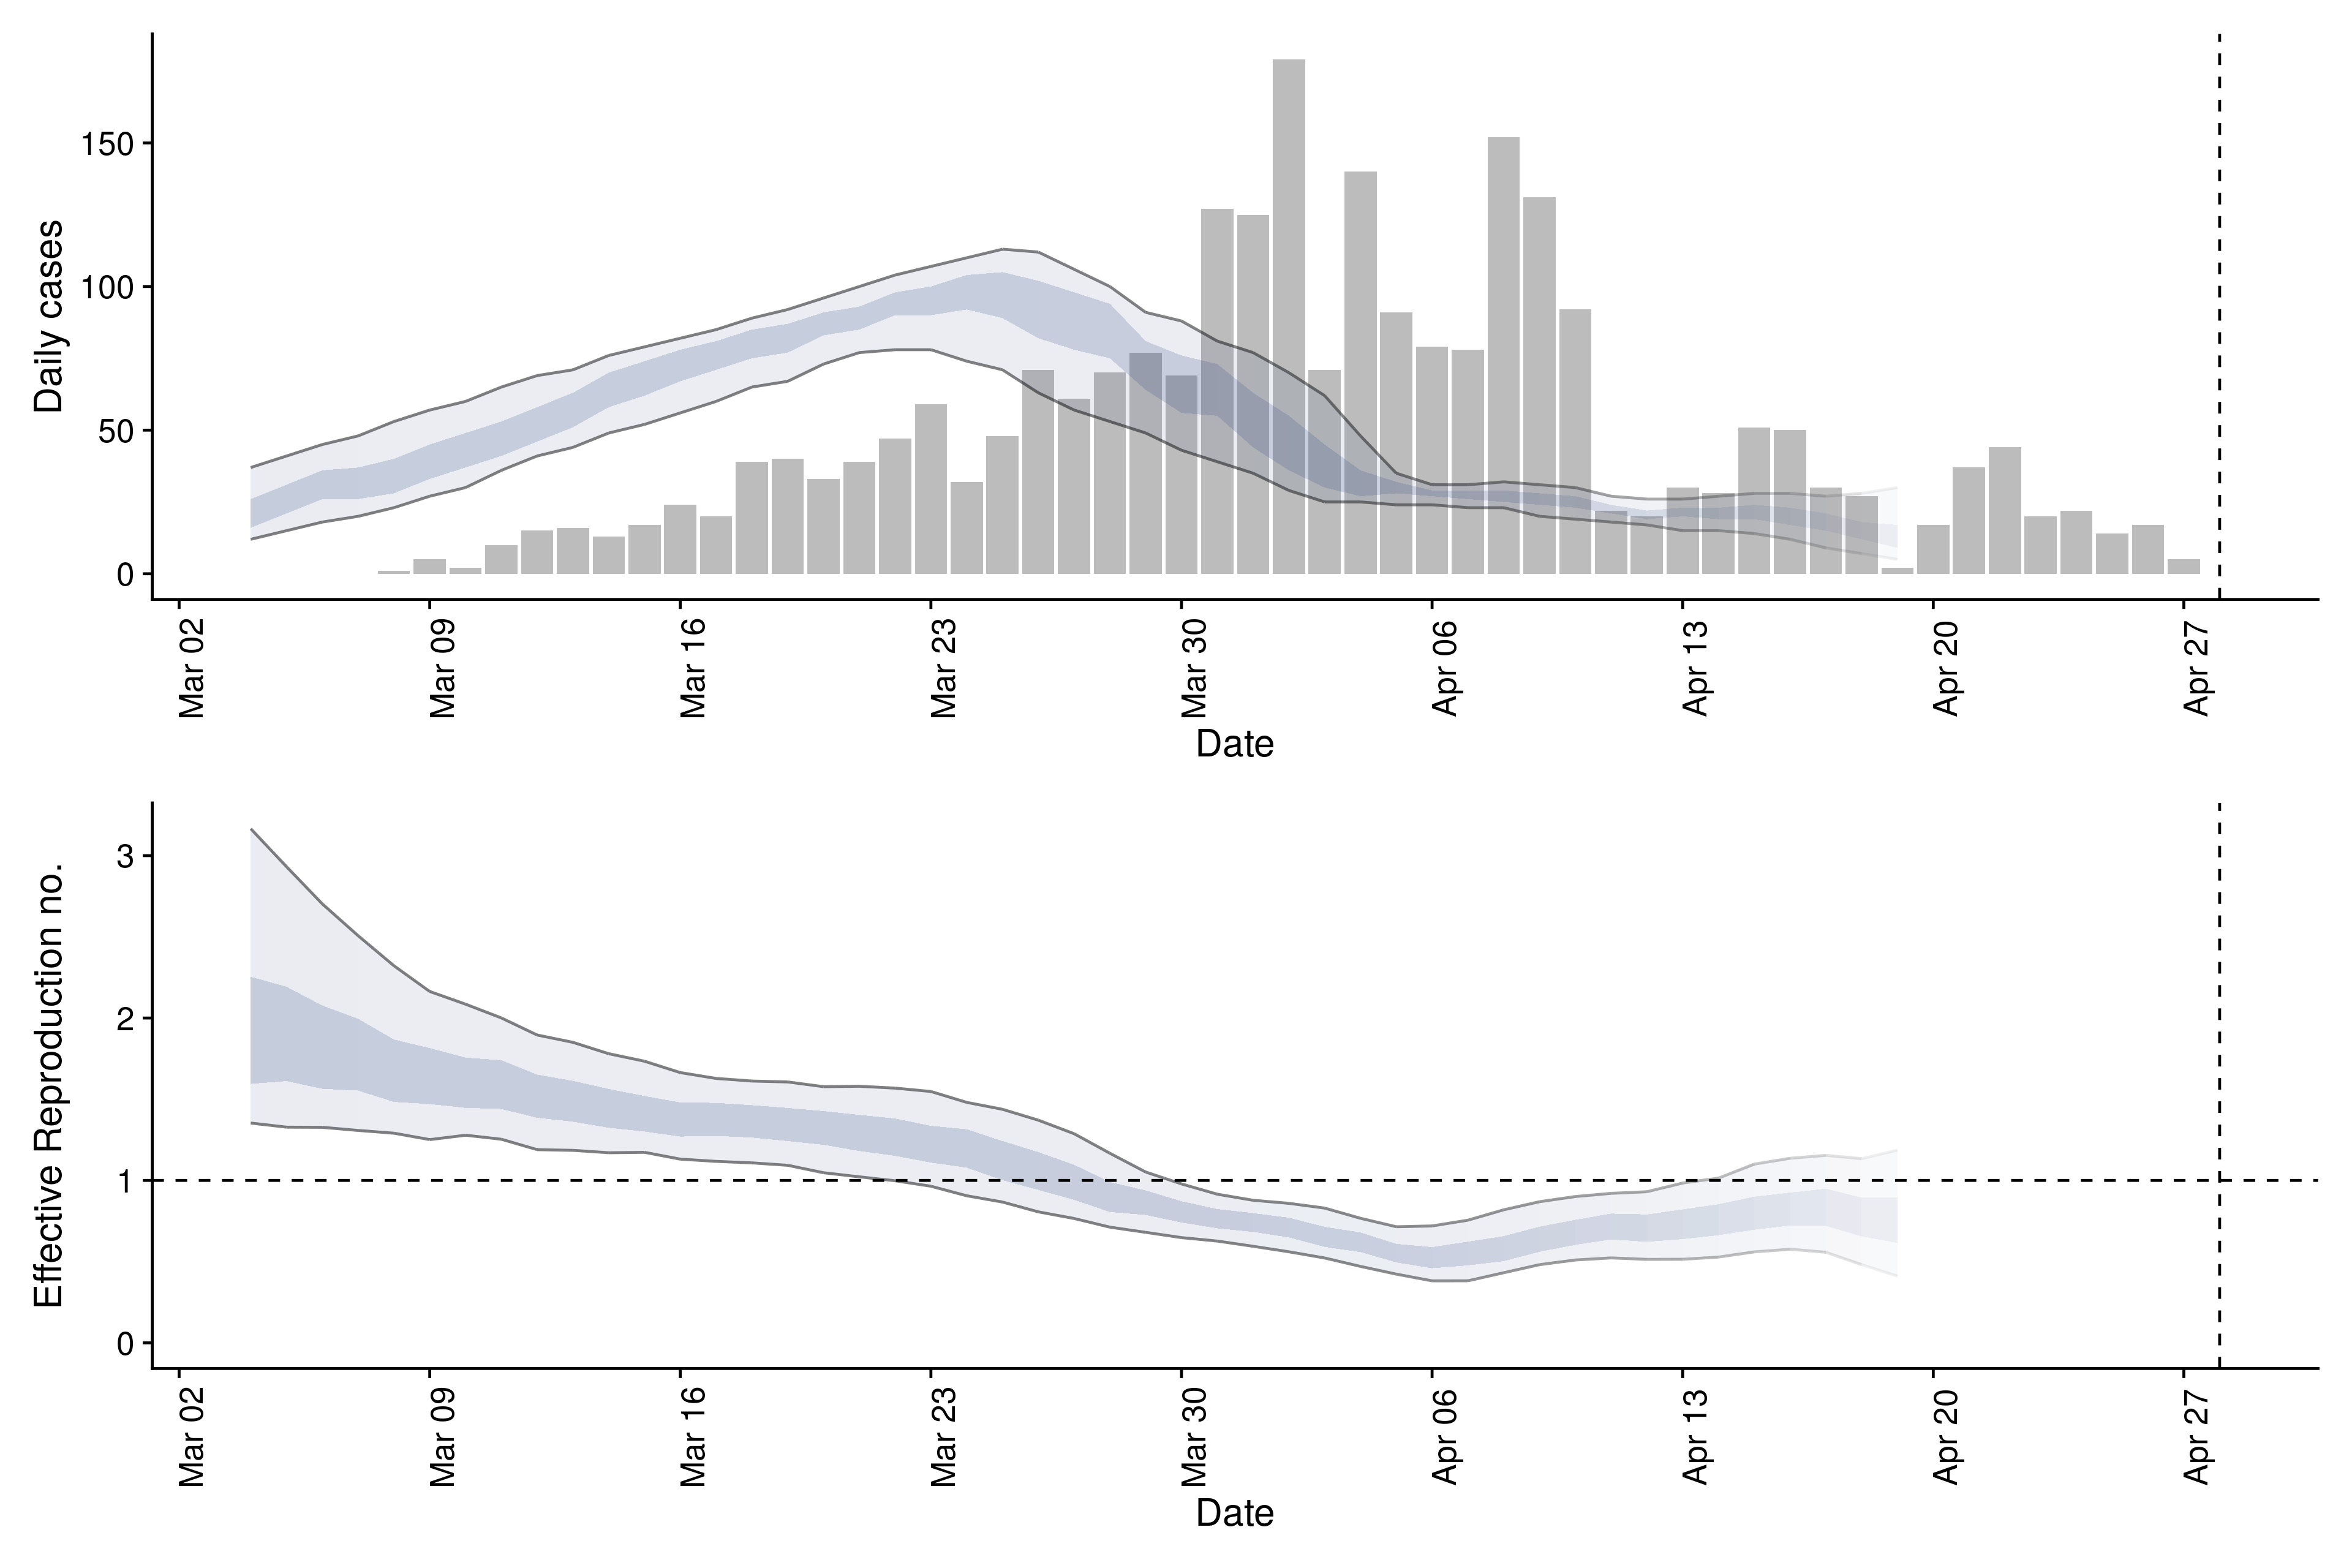 Daily cases
150
100
50
0
Mar 02
Mar 09
Mar 16
Mar 23
Mar 30
Apr 06
Apr 13
Apr 20
Apr 27
Date
Effective Reproduction no.
3
2
1
0
Mar 02
Mar 09
Mar 16
Mar 23
Mar 30
Apr 06
Apr 13
Apr 20
Apr 27
Date